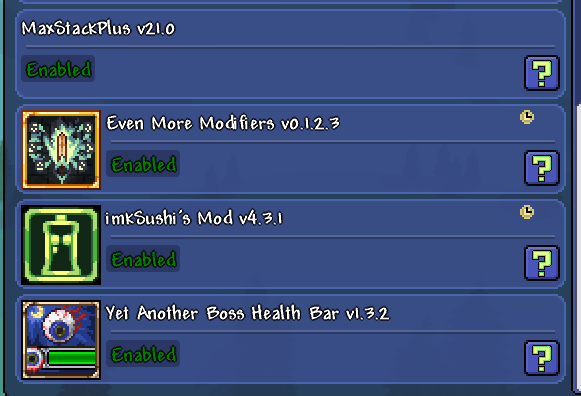 MaxStackPlus v21.0
Enabled
?
Even More Modifiers v0.1.2.3
Enabled
?
imkSushi's Mod v4.3.1
Enabled
?
Yet Another Boss Health Bar v1.3.2
Enabled
?